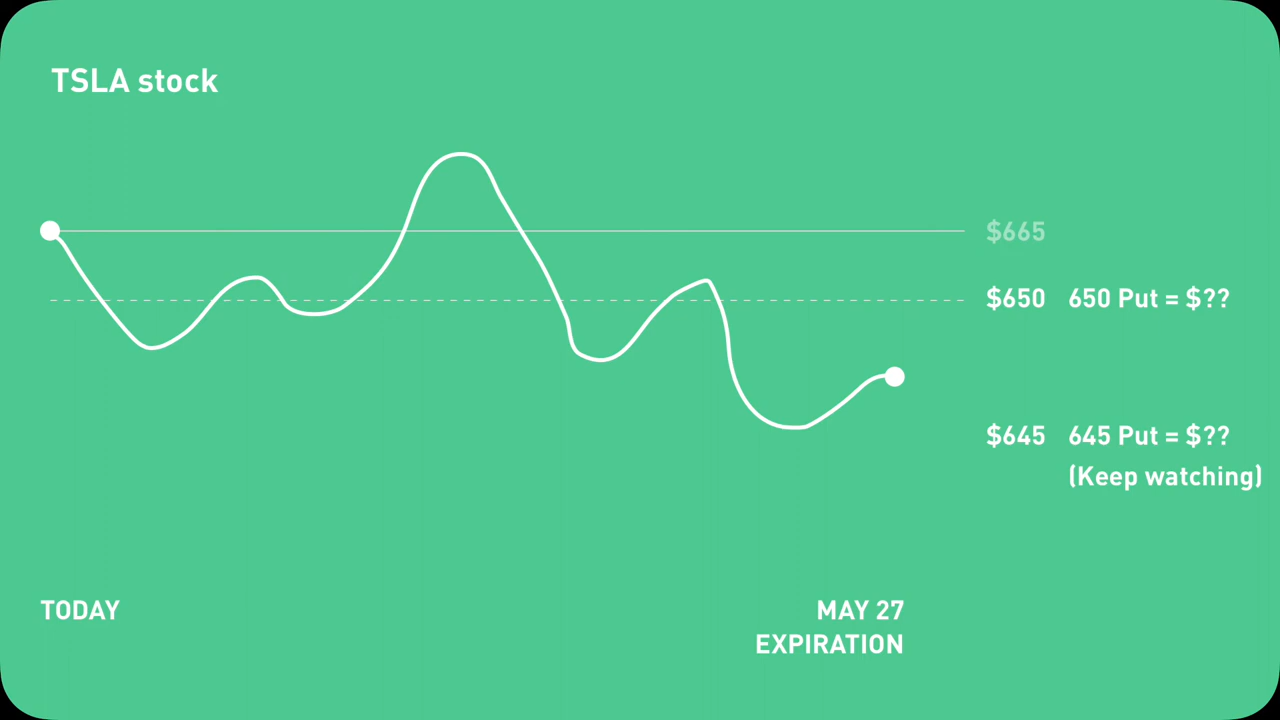 TSLA stock
$665
$650 650 Put = $??
$645 645 Put = $??
(Keep watching)
TODAY
MAY 27
EXPIRATION